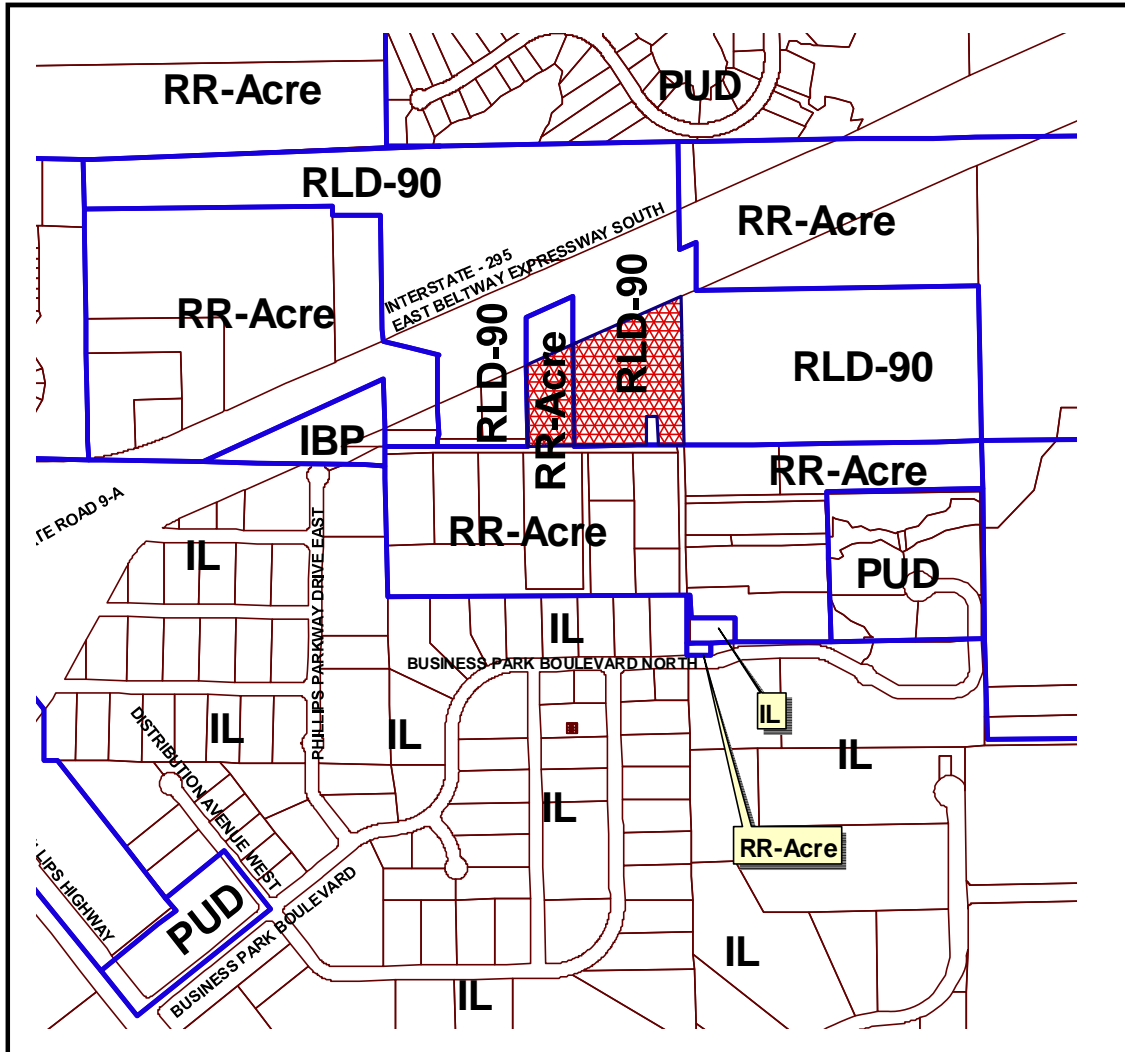 RR-Acre
PUD
RLD-90
RR-Acre
INTERSTATE - 295
EAST BELTWAY EXPRESSWAY SOUTH
RR-Acre
RLD-90
RR-Acre
RLD-90
RLD-90
IBP
RR-Acre
TE ROAD 9-A
RR-Acre
IL
PHILLIPS PARKWAY DRIVE EAST
PUD
IL
BUSINESS PARK BOULEVARD NORTH
IL
DISTRIBUTION AVENUE WEST
IL
IL
IL
IL
RR-Acre
LIPS HIGHWAY
PUD
BUSINESS PARK BOULEVARD
IL
IL